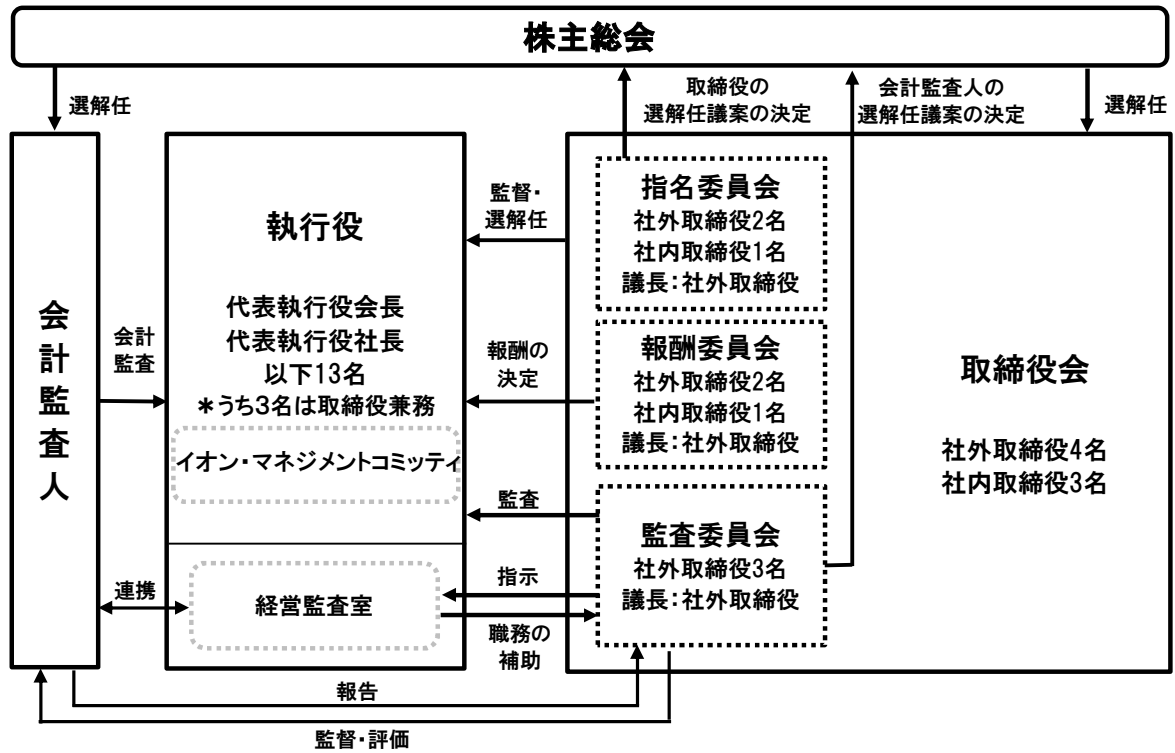 株主総会
選解任
取締役の
選解任議案の決定
会計監査人の
選解任議案の決定
選解任
会計監査人
会計
監査
連携
執行役
代表執行役会長
代表執行役社長
以下13名
＊うち3名は取締役兼務
イオン・マネジメントコミッティ
経営監査室
監督・
選解任
報酬の
決定
監査
指示
職務の
補助
指名委員会
社外取締役2名
社内取締役1名
議長：社外取締役
報酬委員会
社外取締役2名
社内取締役1名
議長：社外取締役
監査委員会
社外取締役3名
議長：社外取締役
取締役会
社外取締役4名
社内取締役3名
報告
監督・評価